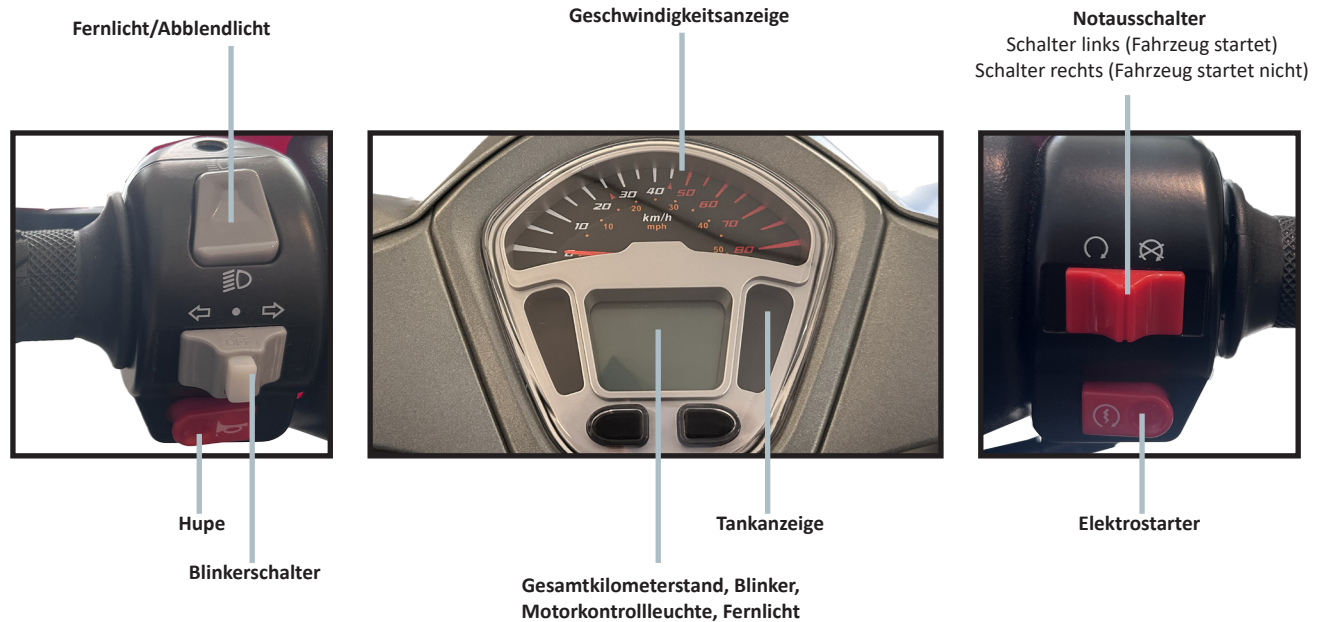 Fernlicht/Abblendlicht
Geschwindigkeitsanzeige
Notausschalter
Schalter links (Fahrzeug startet)
Schalter rechts (Fahrzeug startet nicht)
0 10 20 30 40 50 60 70 80
10 20 30 40 50
km/h
mph
Hupe
Blinkerschalter
Tankanzeige
Gesamtkilometerstand, Blinker,
Motorkontrollleuchte, Fernlicht
Elektrostarter